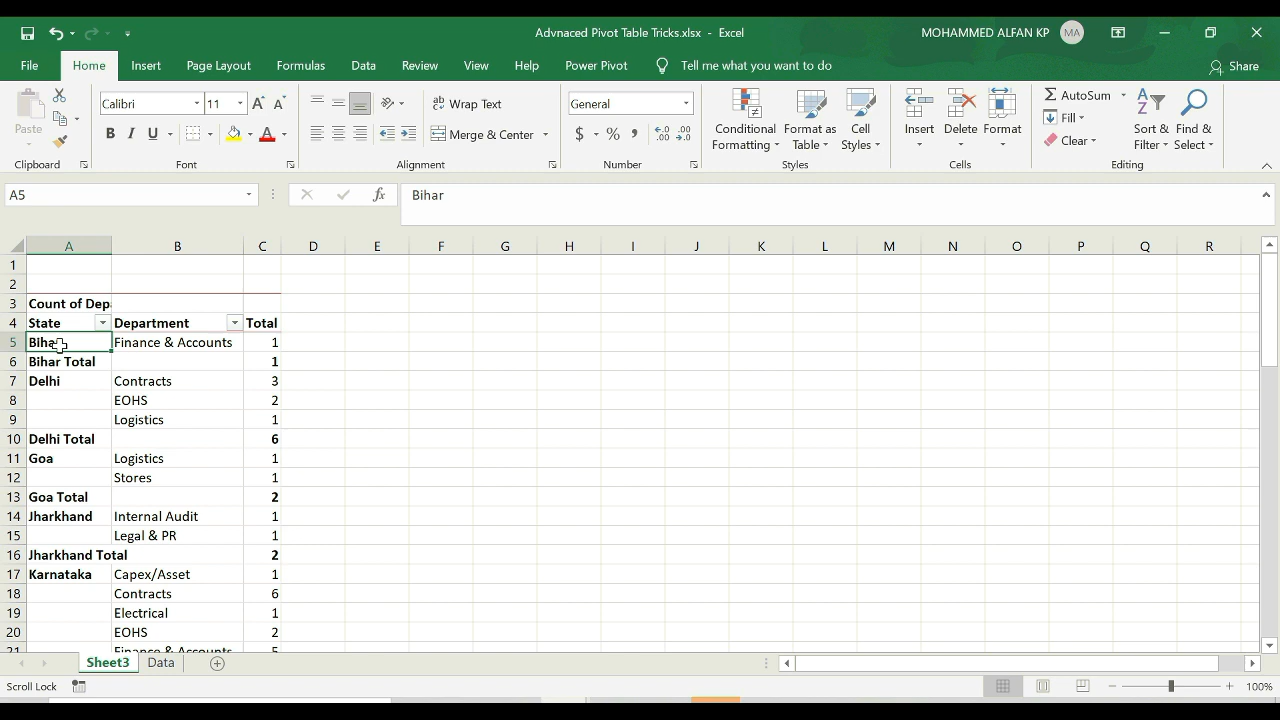 Advnaced Pivot Table Tricks.xlsx - Excel
MOHAMMED ALFAN KP
MA
File Home Insert Page Layout Formulas Data Review View Help Power Pivot Tell me what you want to do Share
Paste
Calibri 11
B I U
Wrap Text
Merge & Center
General
$ % ,
Conditional Formatting
Format as Table
Cell Styles
Insert
Delete
Format
AutoSum
Fill
Clear
Sort & Filter
Find & Select
Clipboard Font Alignment Number Styles Cells Editing
A5 fx Bihar
A B C D E F G H I J K L M N O P Q R
1
2
3 Count of Dep
4 State Department Total
5 Finance & Accounts 1
6 Bihar Total 1
7 Delhi Contracts 3
8 EOHS 2
9 Logistics 1
10 Delhi Total 6
11 Goa Logistics 1
12 Stores 1
13 Goa Total 2
14 Jharkhand Internal Audit 1
15 Legal & PR 1
16 Jharkhand Total 2
17 Karnataka Capex/Asset 1
18 Contracts 6
19 Electrical 1
20 EOHS 2
21 Finance & Accounts 5
Sheet3 Data
Scroll Lock 100%